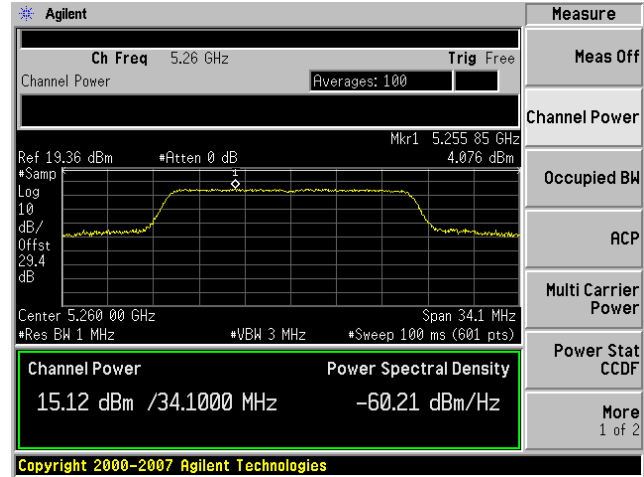 Agilent
Measure
Ch Freq 5.26 GHz Trig Free
Channel Power Averages: 100
Mkr1 5.255 85 GHz
Ref 19.36 dBm #Atten 0 dB 4.076 dBm
#Samp
Log
10
dB/
Offst
29.4
dB
1
Center 5.260 00 GHz Span 34.1 MHz
#Res BW 1 MHz #VBW 3 MHz #Sweep 100 ms (601 pts)
Channel Power Power Spectral Density
15.12 dBm /34.1000 MHz -60.21 dBm/Hz
Meas Off
Channel Power
Occupied BW
ACP
Multi Carrier
Power
Power Stat
CCDF
More
1 of 2
Copyright 2000-2007 Agilent Technologies